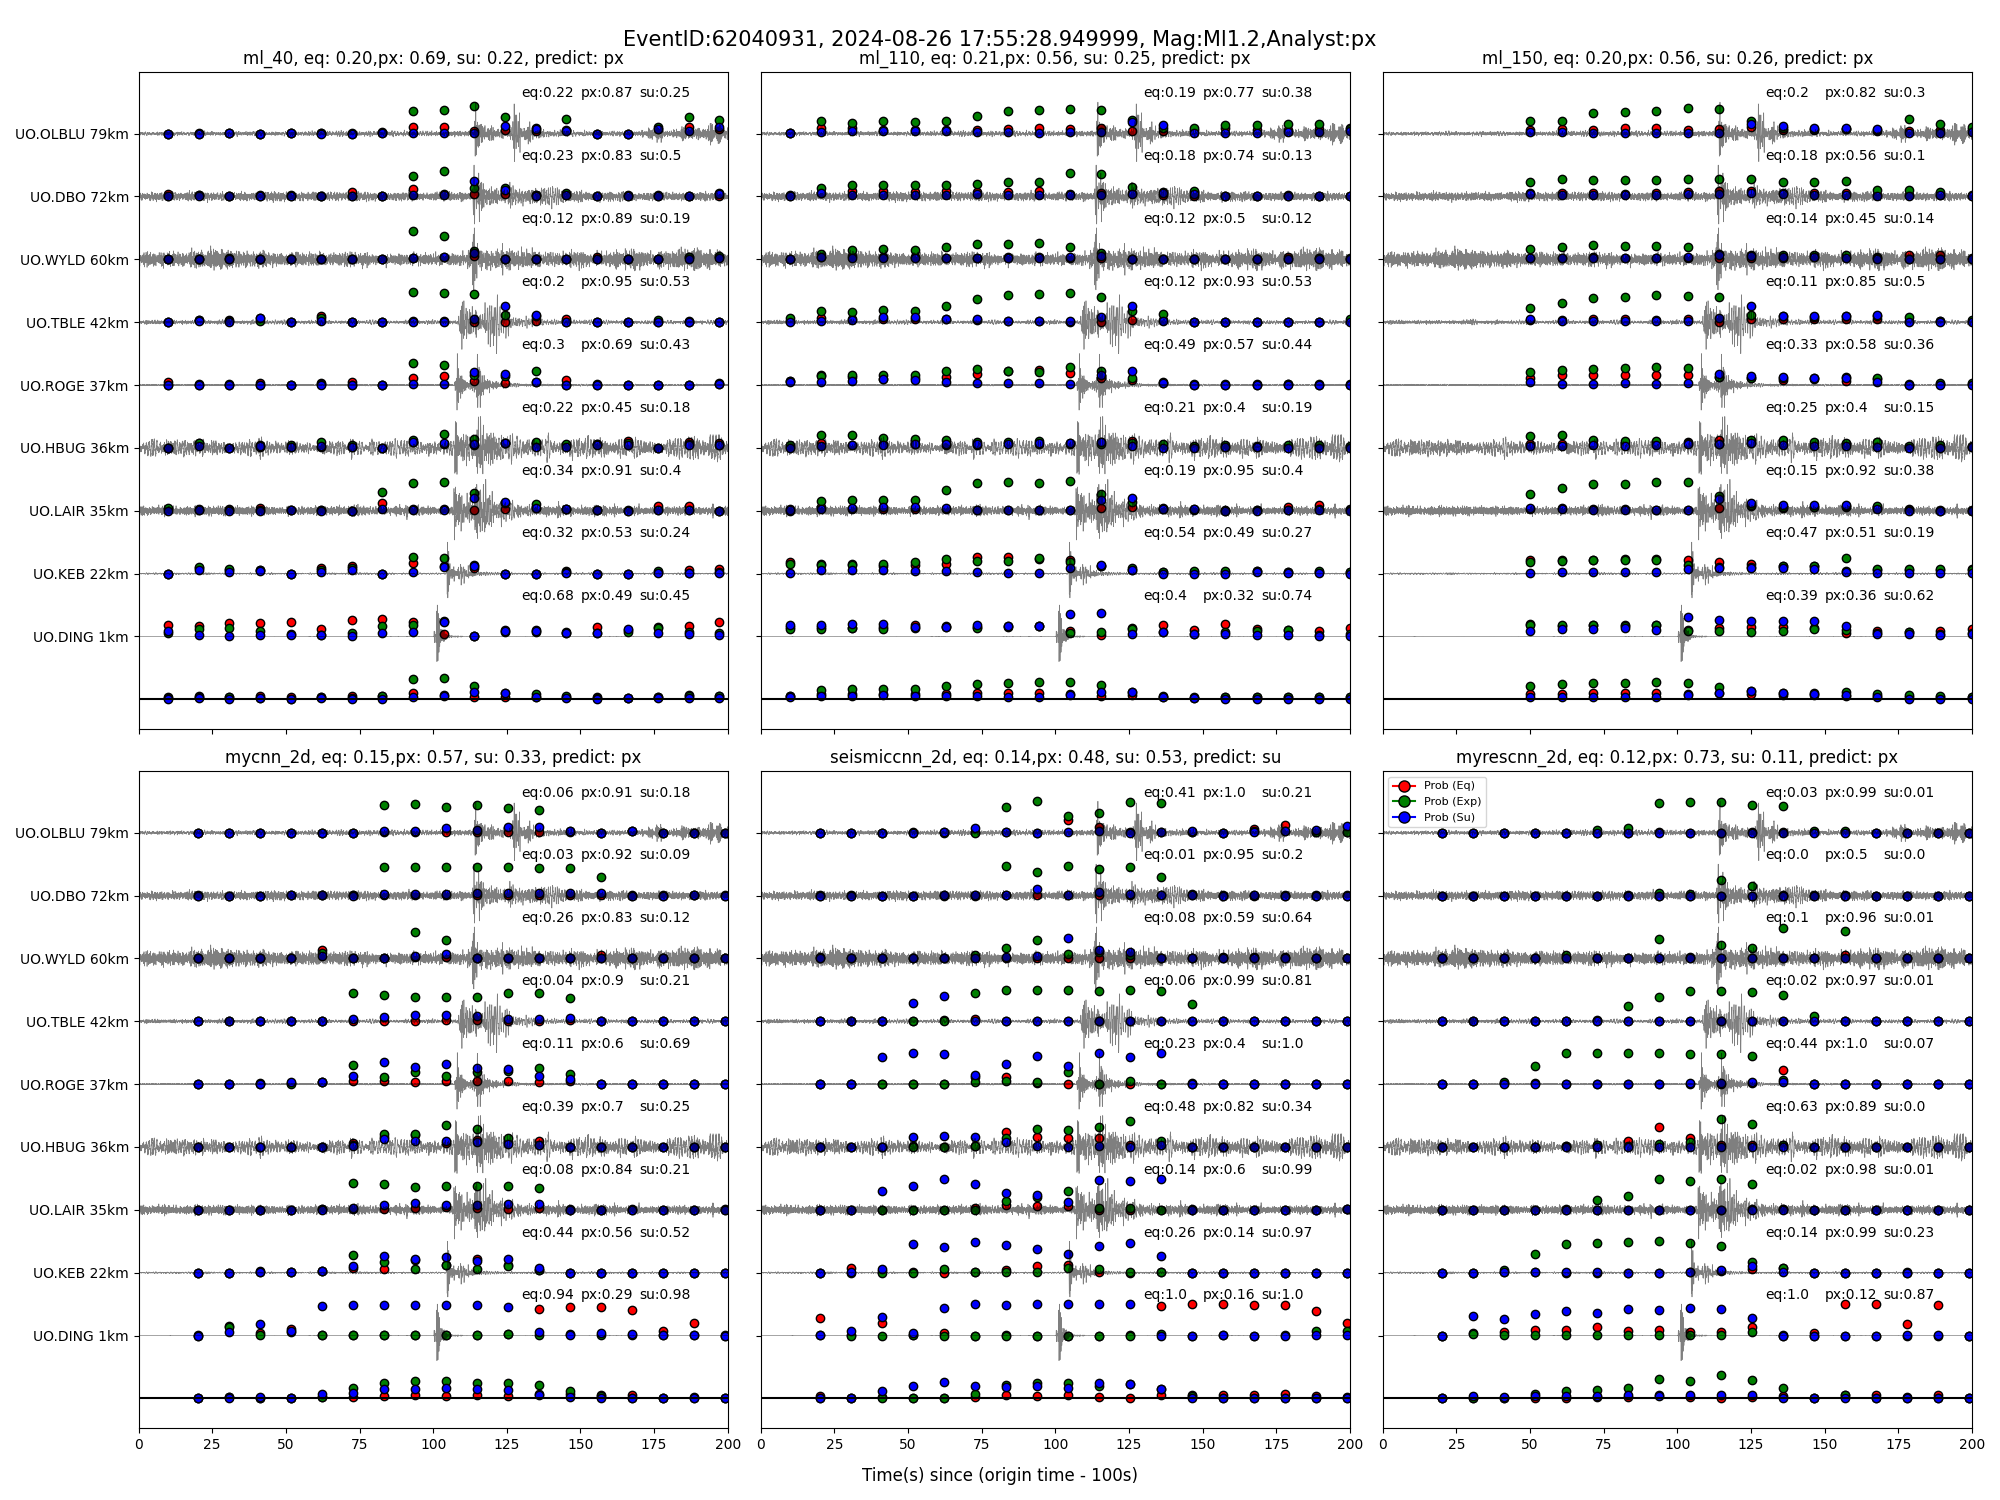 EventID:62040931, 2024-08-26 17:55:28.949999, Mag:Ml1.2,Analyst:px
ml_40, eq: 0.20,px: 0.69, su: 0.22, predict: px
eq:0.22 px:0.87 su:0.25
UO.OLBLU 79km
eq:0.23 px:0.83 su:0.5
UO.DBO 72km
eq:0.12 px:0.89 su:0.19
UO.WYLD 60km
eq:0.2 px:0.95 su:0.53
UO.TBLE 42km
eq:0.3 px:0.69 su:0.43
UO.ROGE 37km
eq:0.22 px:0.45 su:0.18
UO.HBUG 36km
eq:0.34 px:0.91 su:0.4
UO.LAIR 35km
eq:0.32 px:0.53 su:0.24
UO.KEB 22km
eq:0.68 px:0.49 su:0.45
UO.DING 1km
ml_110, eq: 0.21,px: 0.56, su: 0.25, predict: px
eq:0.19 px:0.77 su:0.38
eq:0.18 px:0.74 su:0.13
eq:0.12 px:0.5 su:0.12
eq:0.12 px:0.93 su:0.53
eq:0.49 px:0.57 su:0.44
eq:0.21 px:0.4 su:0.19
eq:0.19 px:0.95 su:0.4
eq:0.54 px:0.49 su:0.27
eq:0.4 px:0.32 su:0.74
ml_150, eq: 0.20,px: 0.56, su: 0.26, predict: px
eq:0.2 px:0.82 su:0.3
eq:0.18 px:0.56 su:0.1
eq:0.14 px:0.45 su:0.14
eq:0.11 px:0.85 su:0.5
eq:0.33 px:0.58 su:0.36
eq:0.25 px:0.4 su:0.15
eq:0.15 px:0.92 su:0.38
eq:0.47 px:0.51 su:0.19
eq:0.39 px:0.36 su:0.62
mycnn_2d, eq: 0.15,px: 0.57, su: 0.33, predict: px
eq:0.06 px:0.91 su:0.18
UO.OLBLU 79km
eq:0.03 px:0.92 su:0.09
UO.DBO 72km
eq:0.26 px:0.83 su:0.12
UO.WYLD 60km
eq:0.04 px:0.9 su:0.21
UO.TBLE 42km
eq:0.11 px:0.6 su:0.69
UO.ROGE 37km
eq:0.39 px:0.7 su:0.25
UO.HBUG 36km
eq:0.08 px:0.84 su:0.21
UO.LAIR 35km
eq:0.44 px:0.56 su:0.52
UO.KEB 22km
eq:0.94 px:0.29 su:0.98
UO.DING 1km
0 25 50 75 100 125 150 175 200
seismiccnn_2d, eq: 0.14,px: 0.48, su: 0.53, predict: su
eq:0.41 px:1.0 su:0.21
eq:0.01 px:0.95 su:0.2
eq:0.08 px:0.59 su:0.64
eq:0.06 px:0.99 su:0.81
eq:0.23 px:0.4 su:1.0
eq:0.48 px:0.82 su:0.34
eq:0.14 px:0.6 su:0.99
eq:0.26 px:0.14 su:0.97
eq:1.0 px:0.16 su:1.0
0 25 50 75 100 125 150 175 200
myrescnn_2d, eq: 0.12,px: 0.73, su: 0.11, predict: px
Prob (Eq)
Prob (Exp)
Prob (Su)
eq:0.03 px:0.99 su:0.01
eq:0.0 px:0.5 su:0.0
eq:0.1 px:0.96 su:0.01
eq:0.02 px:0.97 su:0.01
eq:0.44 px:1.0 su:0.07
eq:0.63 px:0.89 su:0.0
eq:0.02 px:0.98 su:0.01
eq:0.14 px:0.99 su:0.23
eq:1.0 px:0.12 su:0.87
0 25 50 75 100 125 150 175 200
Time(s) since (origin time - 100s)